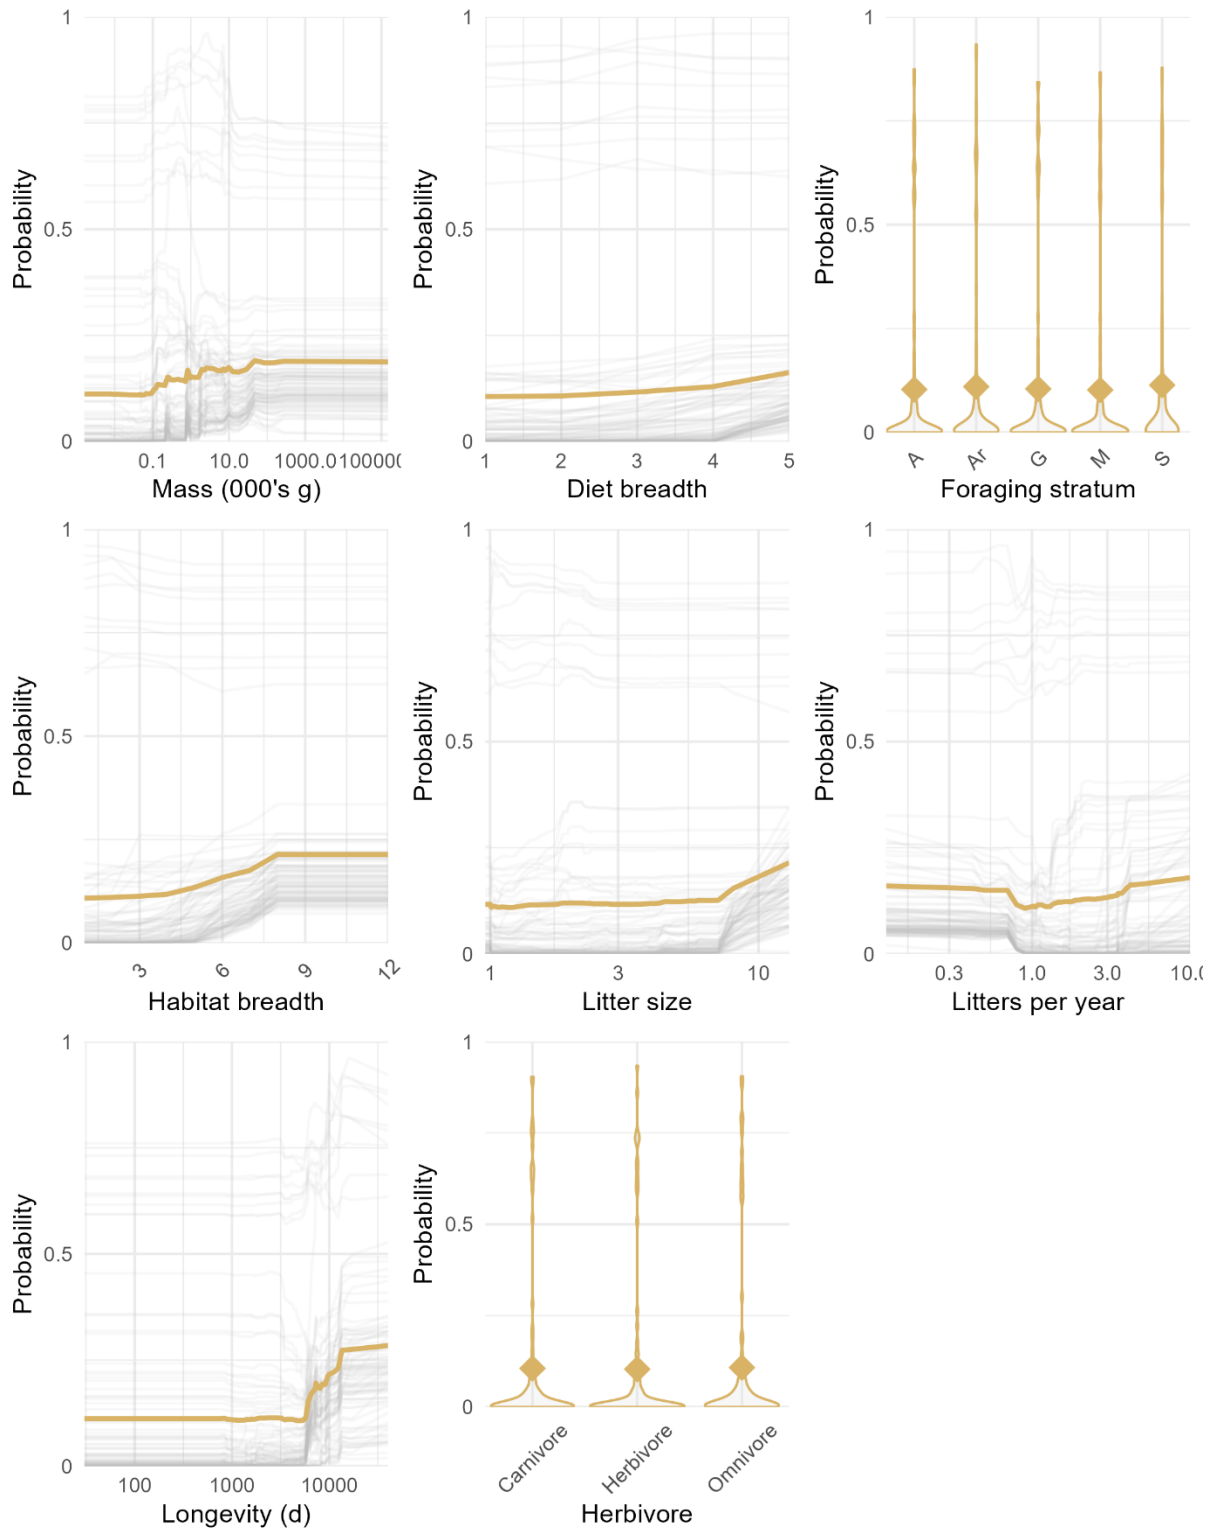 1
1
1
Probability
0.5
0
0.1
10.0
1000.0100000
Mass (000's g)
Probability
0.5
0
1
2
3
4
5
Diet breadth
Probability
0.5
0
A
Ar
G
M
S
Foraging stratum
1
1
1
Probability
0.5
0
3
6
9
12
Habitat breadth
Probability
0.5
0
1
3
10
Litter size
Probability
0.5
0
0.3
1.0
3.0
10.0
Litters per year
1
1
Probability
0.5
0
100
1000
10000
Longevity (d)
Probability
0.5
0
Carnivore
Herbivore
Omnivore
Herbivore